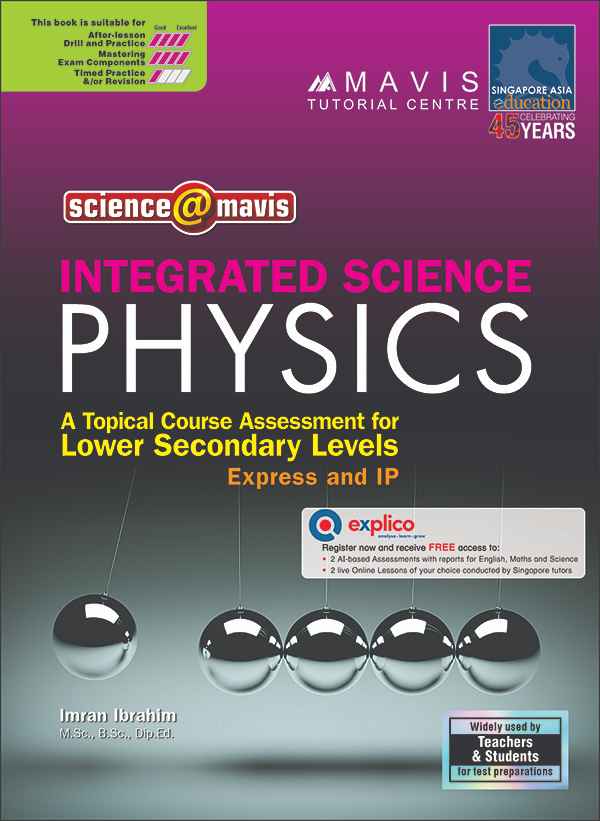 This book is suitable for
Good Excellent
After-lesson
Drill and Practice
Mastering
Exam Components
Timed Practice
&/or Revision
MAVIS
TUTORIAL CENTRE
SINGAPORE ASIA
education
45 CELEBRATING
YEARS
science@mavis
INTEGRATED SCIENCE
PHYSICS
A Topical Course Assessment for
Lower Secondary Levels
Express and IP
explico
analyse · learn · grow
Register now and receive FREE access to:
• 2 AI-based Assessments with reports for English, Maths and Science
• 2 live Online Lessons of your choice conducted by Singapore tutors
Imran Ibrahim
M.Sc., B.Sc., Dip.Ed.
Widely used by
Teachers
& Students
for test preparations